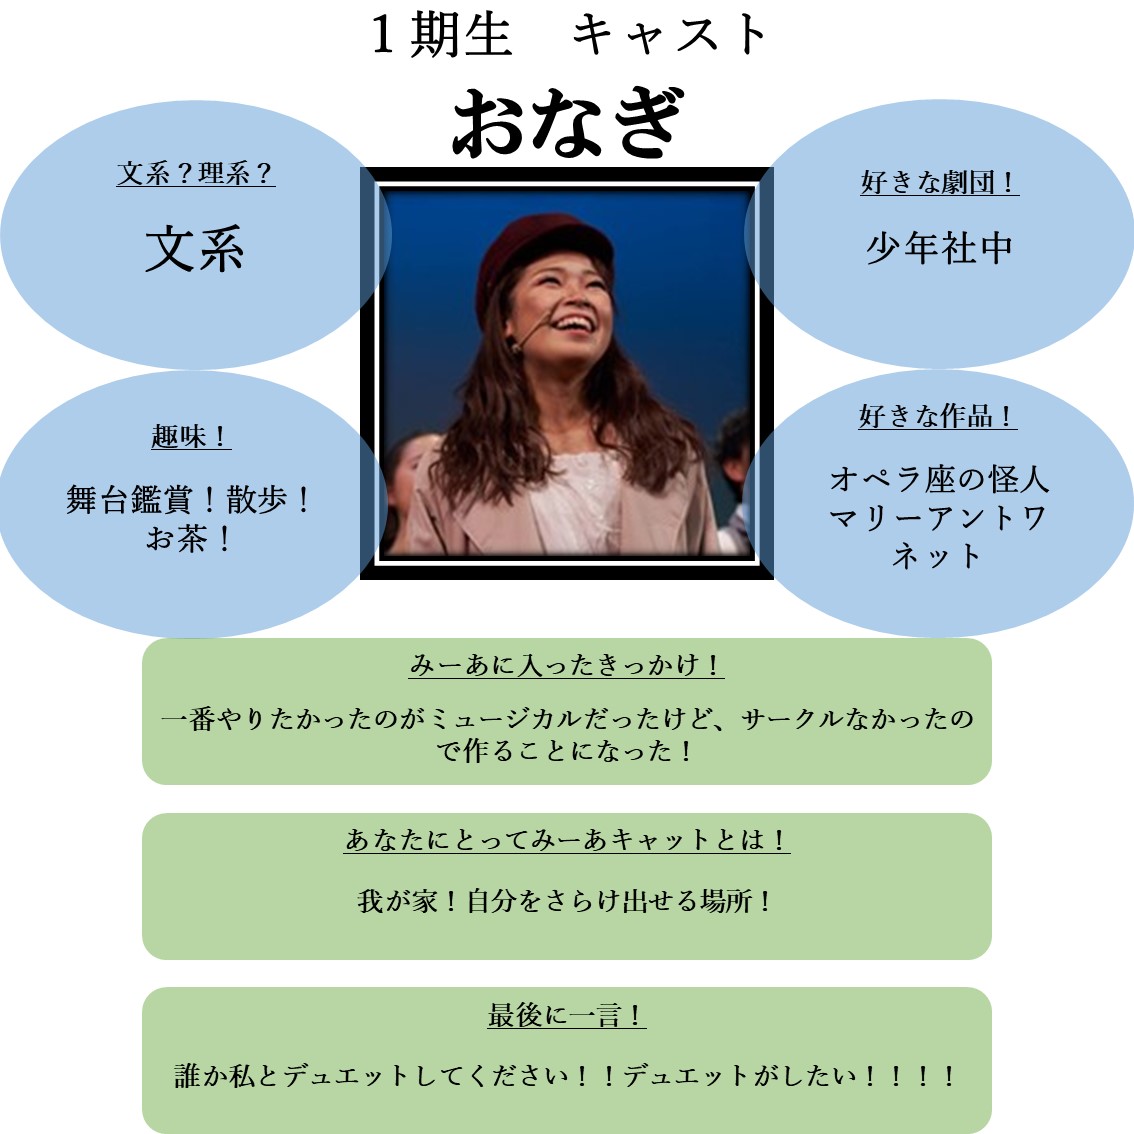 １期生　キャスト
おなぎ
文系？理系？
文系
好きな劇団！
少年社中
趣味！
舞台鑑賞！散歩！
お茶！
好きな作品！
オペラ座の怪人
マリーアントワ
ネット
みーあに入ったきっかけ！
一番やりたかったのがミュージカルだったけど、サークルなかったの
で作ることになった！
あなたにとってみーあキャットとは！
我が家！自分をさらけ出せる場所！
最後に一言！
誰か私とデュエットしてください！！デュエットがしたい！！！！